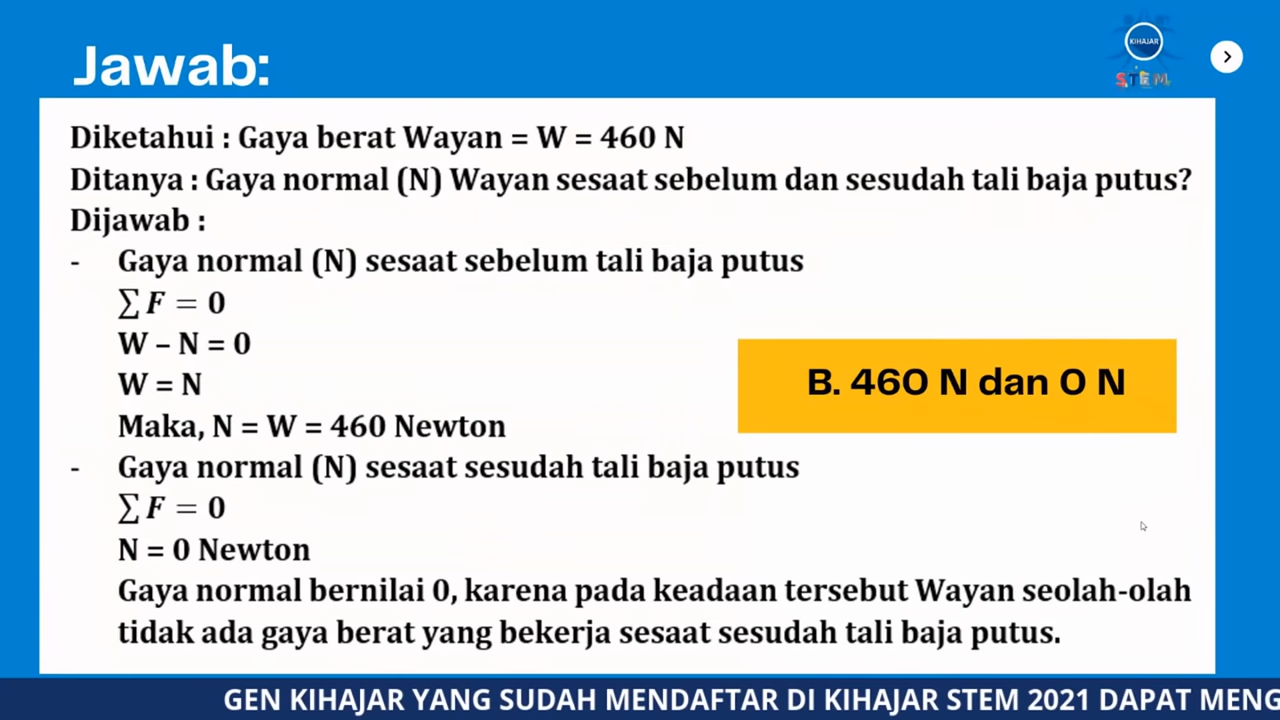 Jawab:
KIHAJAR
STEM
Diketahui : Gaya berat Wayan = W = 460 N
Ditanya : Gaya normal (N) Wayan sesaat sebelum dan sesudah tali baja putus?
Dijawab :
- Gaya normal (N) sesaat sebelum tali baja putus
∑ F = 0
W – N = 0
W = N
B. 460 N dan 0 N
Maka, N = W = 460 Newton
- Gaya normal (N) sesaat sesudah tali baja putus
∑ F = 0
N = 0 Newton
Gaya normal bernilai 0, karena pada keadaan tersebut Wayan seolah-olah
tidak ada gaya berat yang bekerja sesaat sesudah tali baja putus.
GEN KIHAJAR YANG SUDAH MENDAFTAR DI KIHAJAR STEM 2021 DAPAT MENG